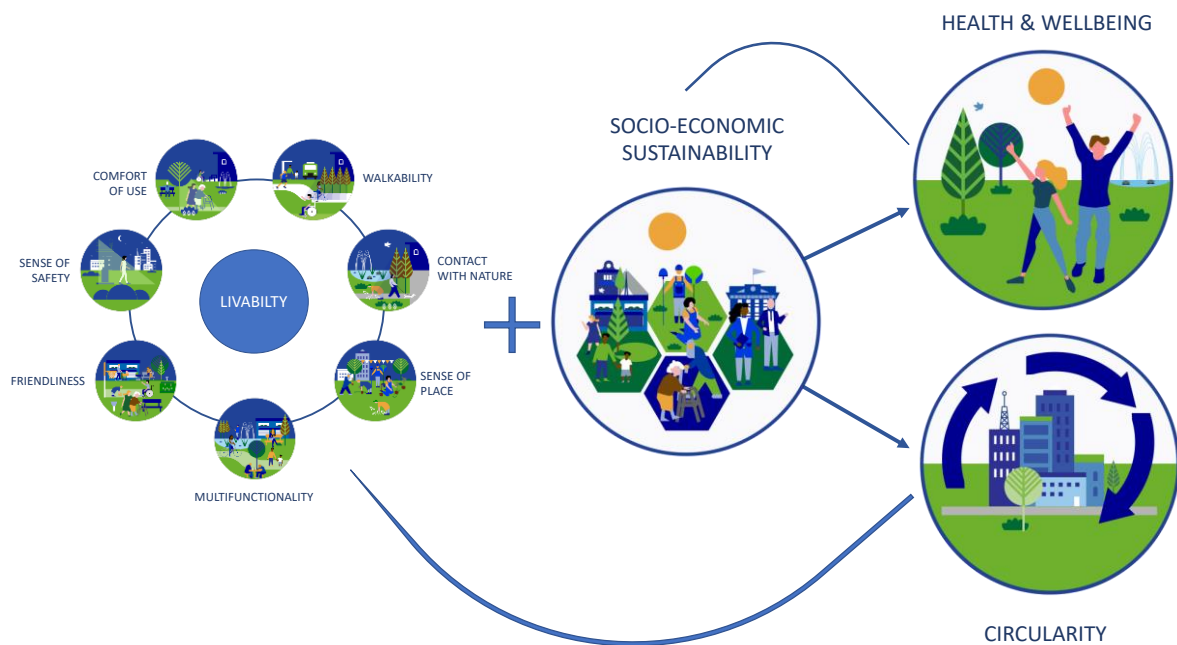 HEALTH & WELLBEING
SOCIO-ECONOMIC
SUSTAINABILITY
COMFORT
OF USE
WALKABILITY
SENSE OF
SAFETY
CONTACT
WITH NATURE
LIVABILTY
FRIENDLINESS
SENSE OF
PLACE
MULTIFUNCTIONALITY
CIRCULARITY